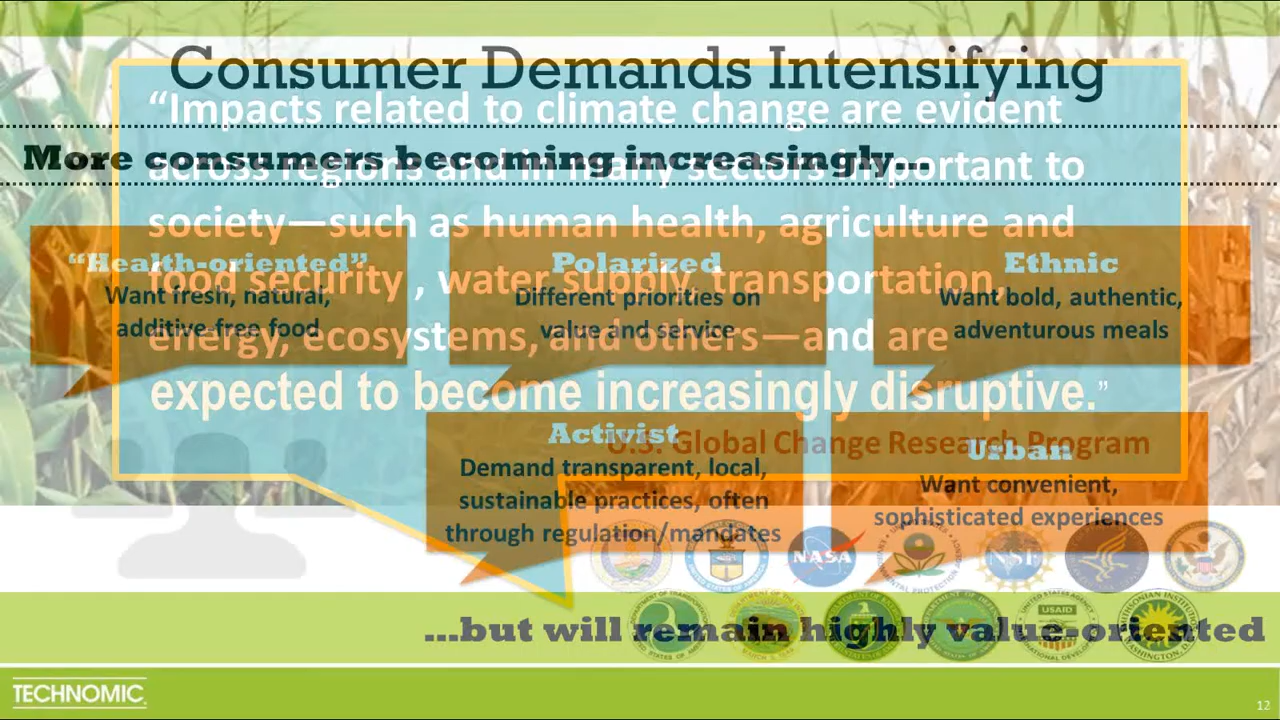 Consumer Demands Intensifying
“Impacts related to climate change are evident
More consumers becoming increasingly...
across regions and in many sectors important to
society—such as human health, agriculture and
“Health-oriented”
Polarized
Ethnic
food security , water supply, transportation,
Want fresh, natural,
additive-free food
Different priorities on
value and service
Want bold, authentic,
adventurous meals
energy, ecosystems, and others—and are
expected to become increasingly disruptive.”
U.S. Global Change Research Program
Activist
Demand transparent, local,
sustainable practices, often
through regulation/mandates
Urban
Want convenient,
sophisticated experiences
NASA
NSF
USAID
...but will remain highly value-oriented
TECHNOMIC
12